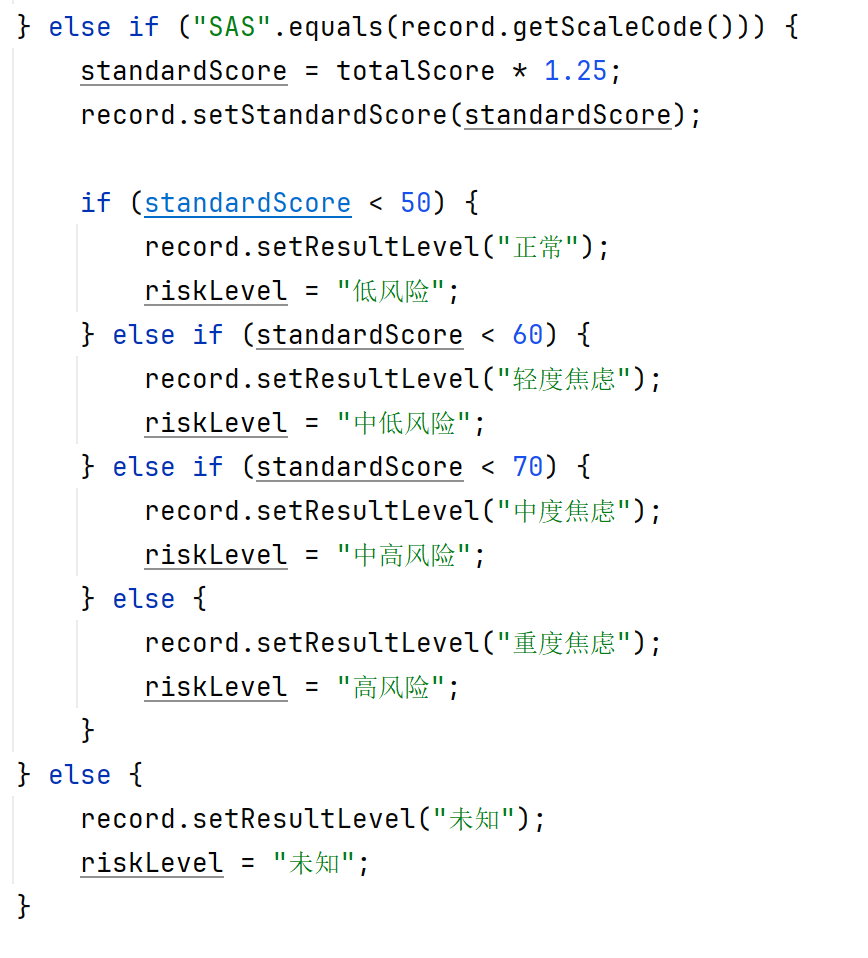 } else if ("SAS".equals(record.getScaleCode())) {
    standardScore = totalScore * 1.25;
    record.setStandardScore(standardScore);

    if (standardScore < 50) {
        record.setResultLevel("正常");
        riskLevel = "低风险";
    } else if (standardScore < 60) {
        record.setResultLevel("轻度焦虑");
        riskLevel = "中低风险";
    } else if (standardScore < 70) {
        record.setResultLevel("中度焦虑");
        riskLevel = "中高风险";
    } else {
        record.setResultLevel("重度焦虑");
        riskLevel = "高风险";
    }
} else {
    record.setResultLevel("未知");
    riskLevel = "未知";
}